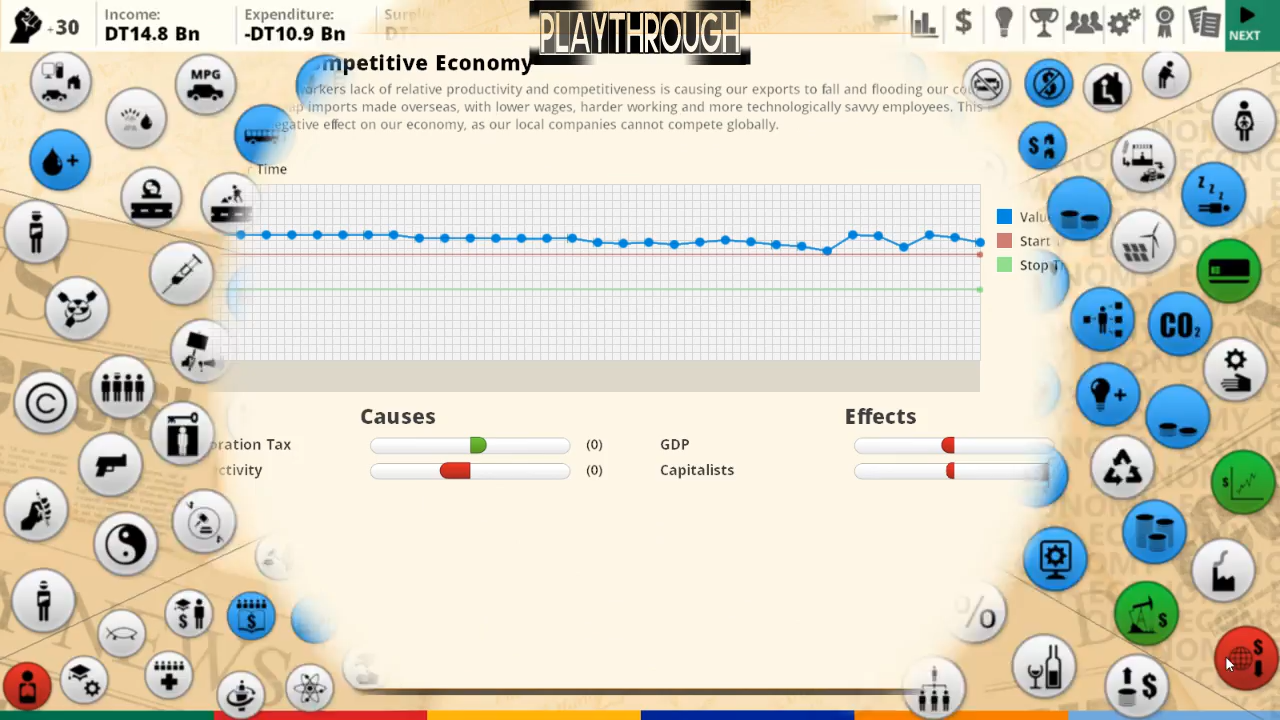 +30
Income:
DT14.8 Bn
Expenditure:
-DT10.9 Bn
PLAYTHROUGH
NEXT
mpetitive Economy
orkers lack of relative productivity and competitiveness is causing our exports to fall and flooding our
imports made overseas, with lower wages, harder working and more technologically savvy employees. This
egative effect on our economy, as our local companies cannot compete globally.
Time
Valu
Start
Stop
Causes
Effects
oration Tax
(0)
GDP
ctivity
(0)
Capitalists
MPG
CO2